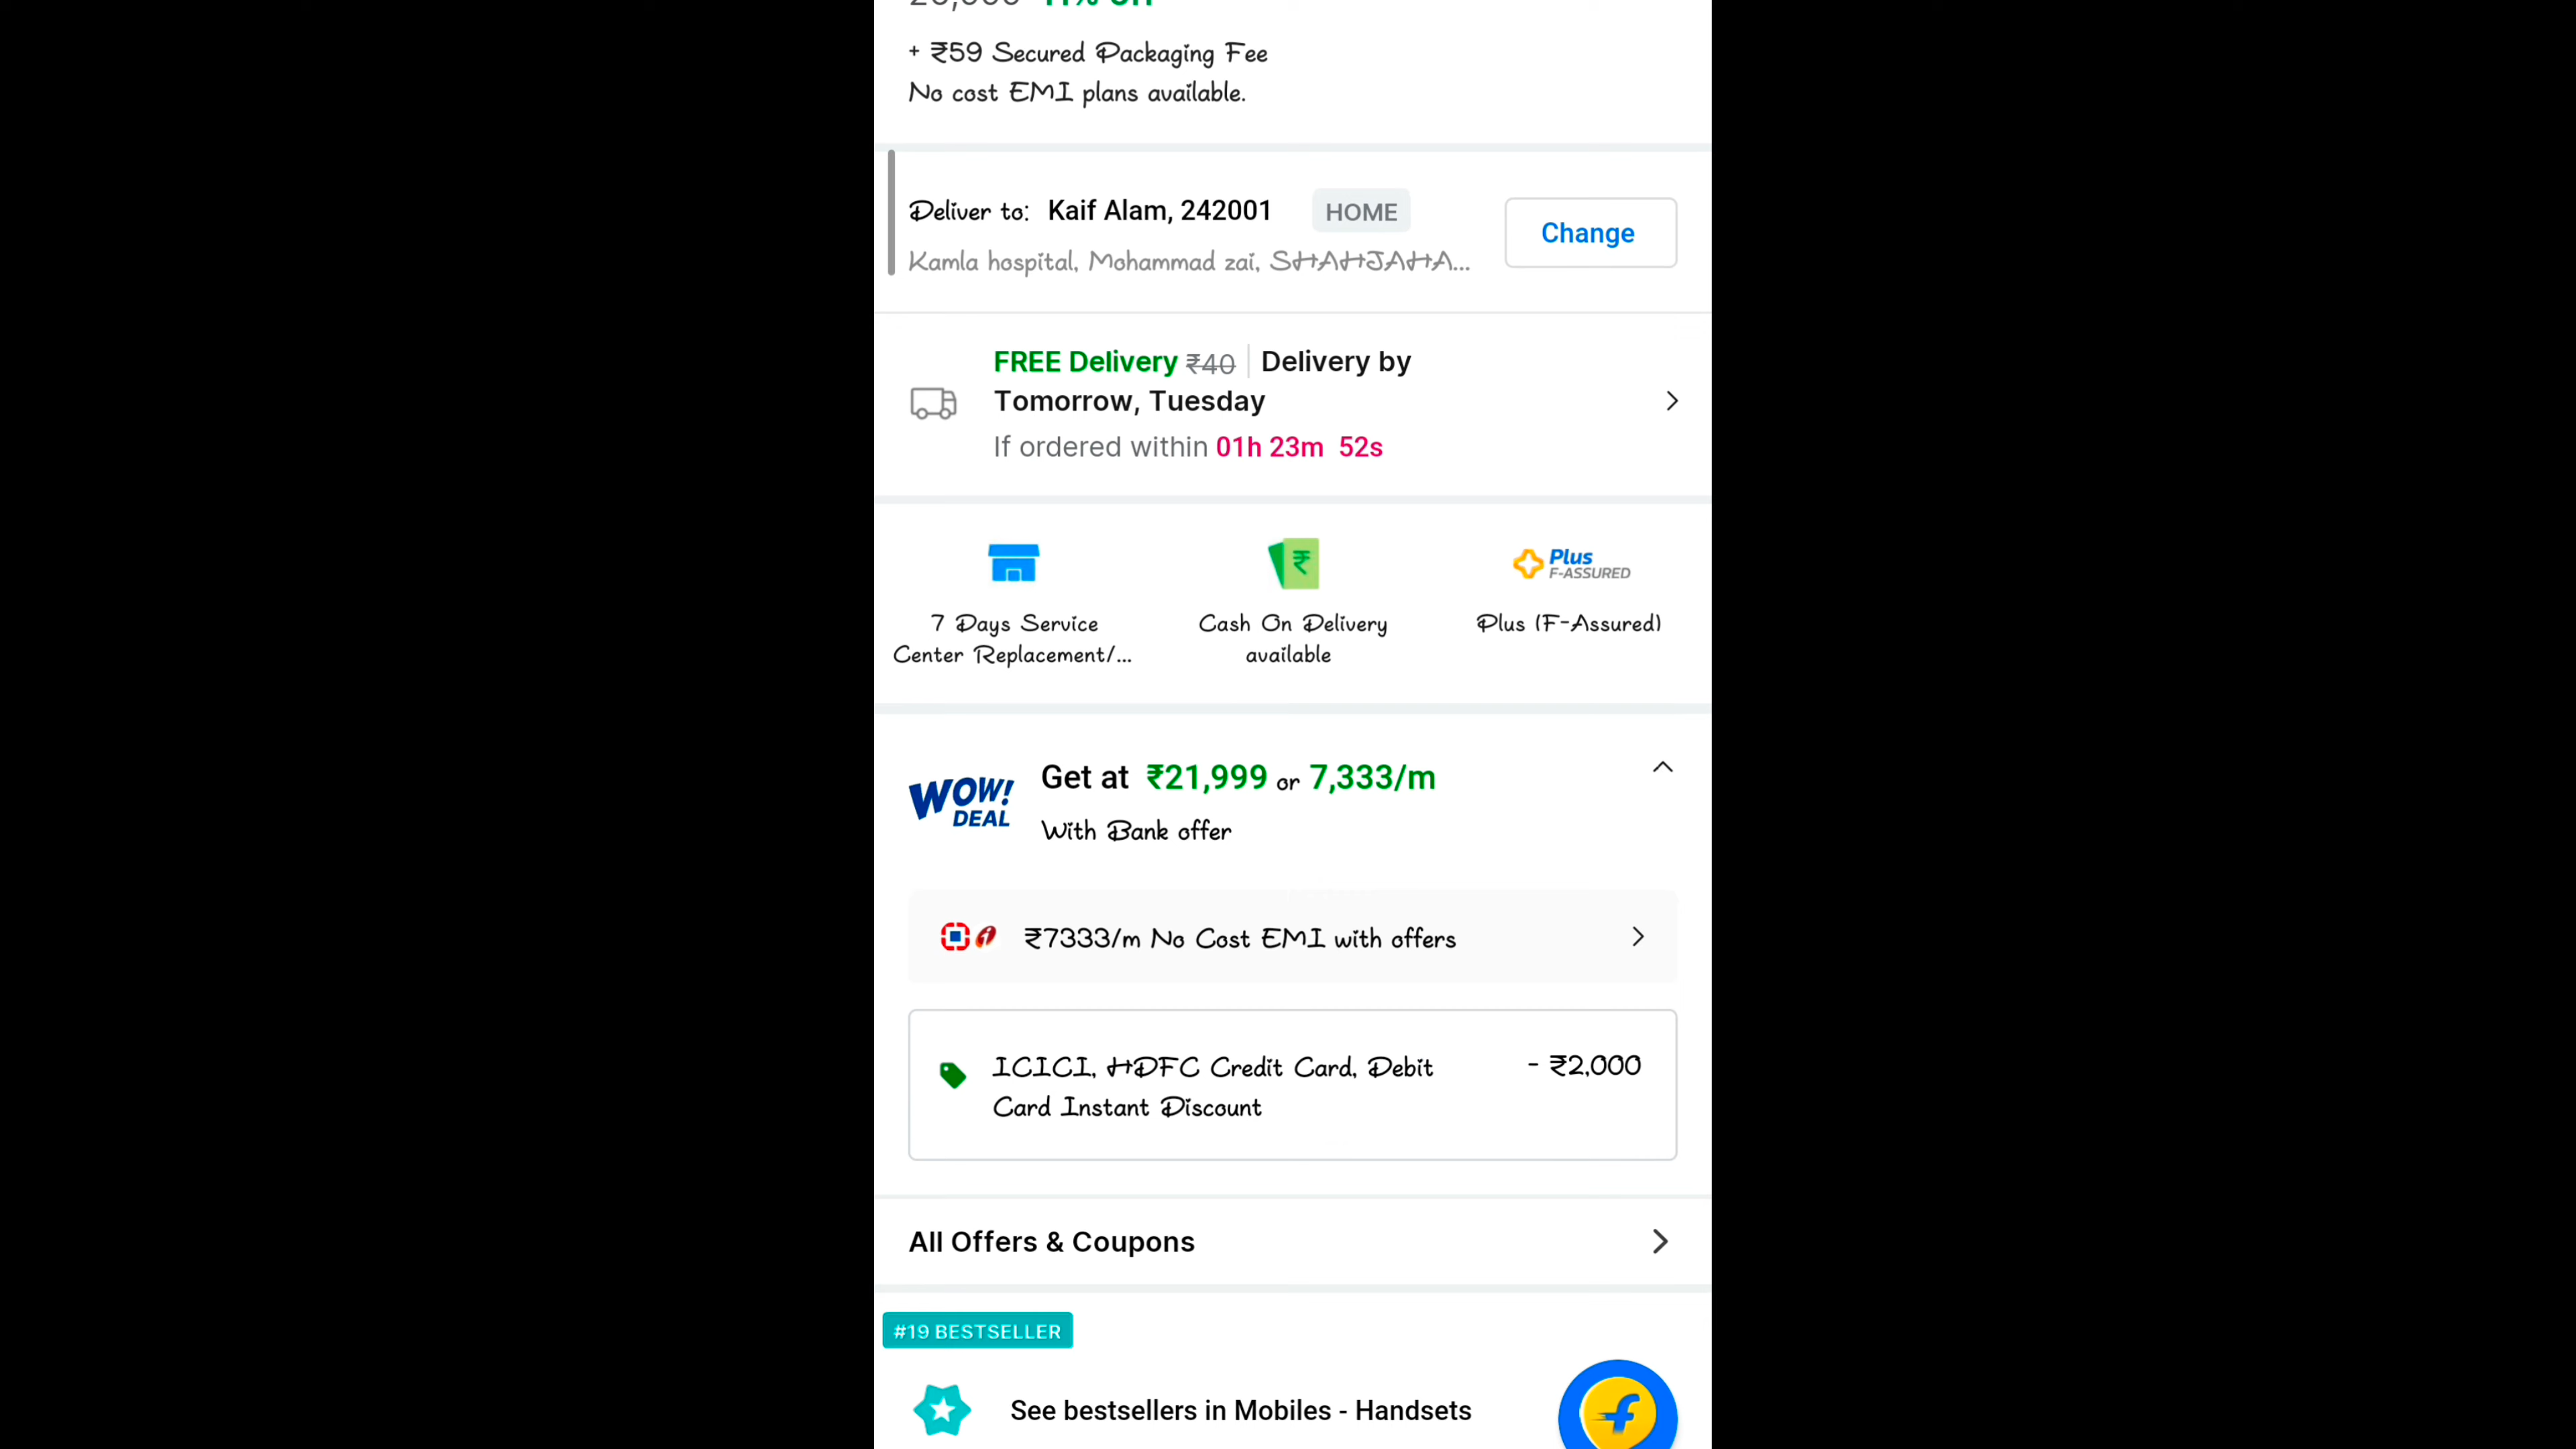 + ₹59 Secured Packaging Fee
No cost EMI plans available.
Deliver to: Kaif Alam, 242001 HOME
Change
Kamla hospital, Mohammad zai, SHAHJAHA...
FREE Delivery ₹40 | Delivery by
Tomorrow, Tuesday
If ordered within 01h 23m 52s
Plus
F-ASSURED
7 Days Service
Center Replacement/...
Cash On Delivery
available
Plus (F-Assured)
WOW!
DEAL
Get at ₹21,999 or 7,333/m
With Bank offer
₹7333/m No Cost EMI with offers
ICICI, HDFC Credit Card, Debit
Card Instant Discount
- ₹2,000
All Offers & Coupons
#19 BESTSELLER
See bestsellers in Mobiles - Handsets